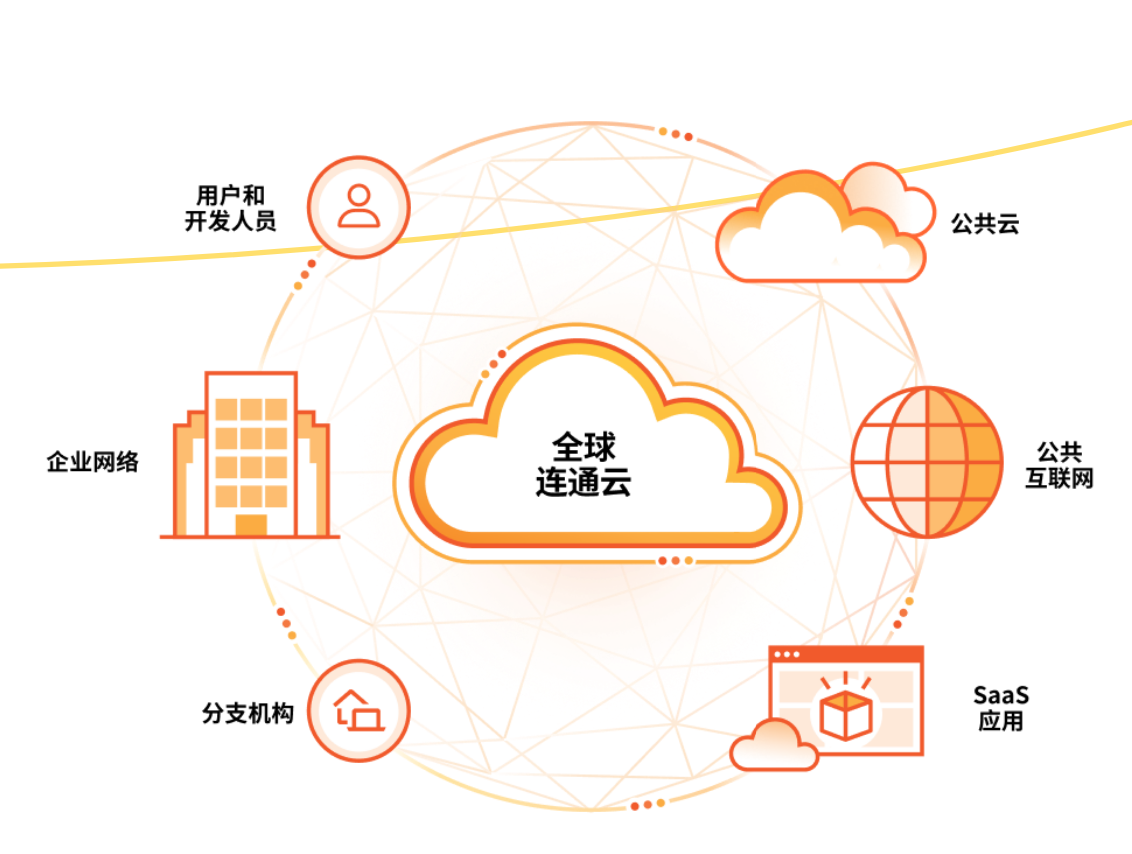 用户和
开发人员
公共云
企业网络
全球
连通云
公共
互联网
分支机构
SaaS
应用